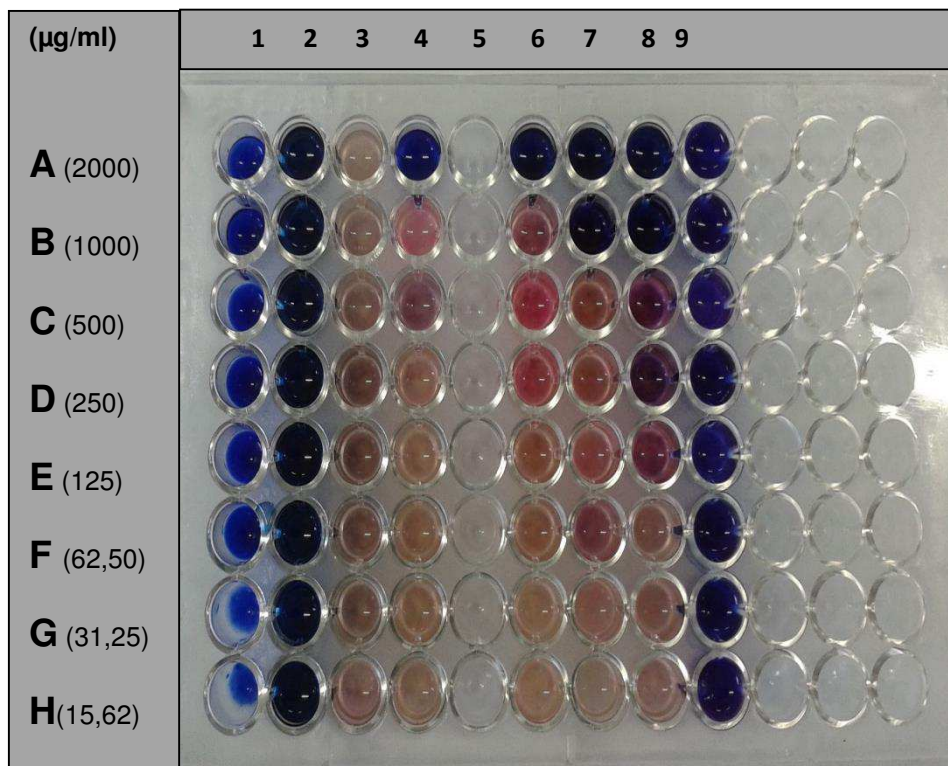 (µg/ml) 1 2 3 4 5 6 7 8 9
A (2000)
B (1000)
C (500)
D (250)
E (125)
F (62,50)
G (31,25)
H(15,62)